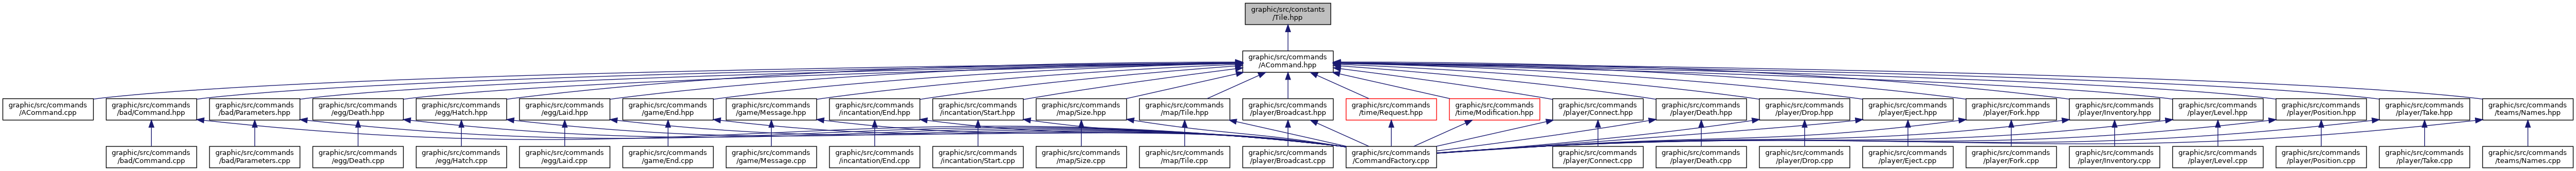 graphic/src/constants
/Tile.hpp
graphic/src/commands
/ACommand.hpp
graphic/src/commands
/ACommand.cpp
graphic/src/commands
/bad/Command.hpp
graphic/src/commands
/bad/Parameters.hpp
graphic/src/commands
/egg/Death.hpp
graphic/src/commands
/egg/Hatch.hpp
graphic/src/commands
/egg/Laid.hpp
graphic/src/commands
/game/End.hpp
graphic/src/commands
/game/Message.hpp
graphic/src/commands
/incantation/End.hpp
graphic/src/commands
/incantation/Start.hpp
graphic/src/commands
/map/Size.hpp
graphic/src/commands
/map/Tile.hpp
graphic/src/commands
/player/Broadcast.hpp
graphic/src/commands
/time/Request.hpp
graphic/src/commands
/time/Modification.hpp
graphic/src/commands
/player/Connect.hpp
graphic/src/commands
/player/Death.hpp
graphic/src/commands
/player/Drop.hpp
graphic/src/commands
/player/Eject.hpp
graphic/src/commands
/player/Fork.hpp
graphic/src/commands
/player/Inventory.hpp
graphic/src/commands
/player/Level.hpp
graphic/src/commands
/player/Position.hpp
graphic/src/commands
/player/Take.hpp
graphic/src/commands
/teams/Names.hpp
graphic/src/commands
/bad/Command.cpp
graphic/src/commands
/bad/Parameters.cpp
graphic/src/commands
/egg/Death.cpp
graphic/src/commands
/egg/Hatch.cpp
graphic/src/commands
/egg/Laid.cpp
graphic/src/commands
/game/End.cpp
graphic/src/commands
/game/Message.cpp
graphic/src/commands
/incantation/End.cpp
graphic/src/commands
/incantation/Start.cpp
graphic/src/commands
/map/Size.cpp
graphic/src/commands
/map/Tile.cpp
graphic/src/commands
/player/Broadcast.cpp
graphic/src/commands
/CommandFactory.cpp
graphic/src/commands
/player/Connect.cpp
graphic/src/commands
/player/Death.cpp
graphic/src/commands
/player/Drop.cpp
graphic/src/commands
/player/Eject.cpp
graphic/src/commands
/player/Fork.cpp
graphic/src/commands
/player/Inventory.cpp
graphic/src/commands
/player/Level.cpp
graphic/src/commands
/player/Position.cpp
graphic/src/commands
/player/Take.cpp
graphic/src/commands
/teams/Names.cpp